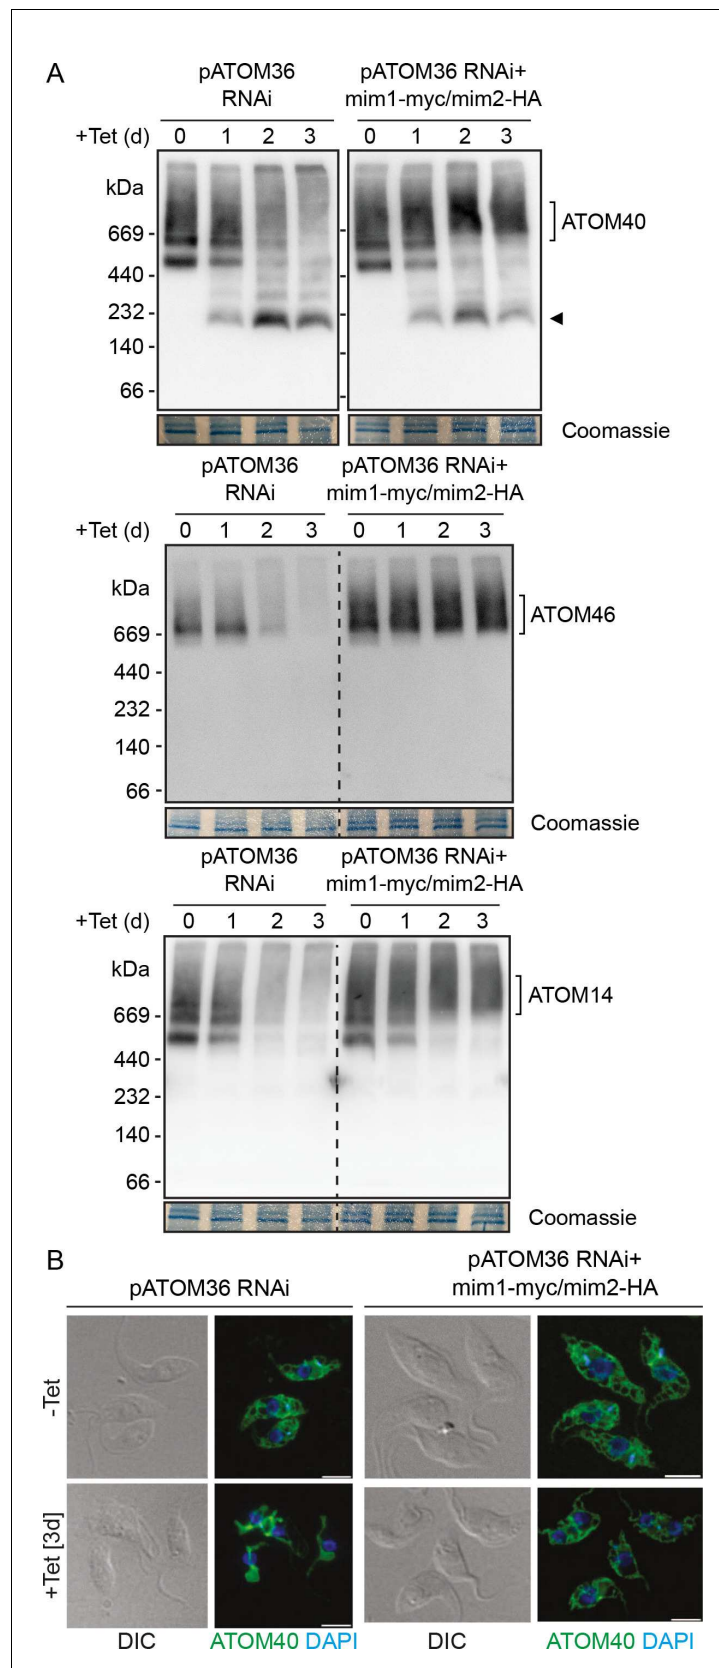 A
pATOM36 RNAi
pATOM36 RNAi+ mim1-myc/mim2-HA
+Tet (d) 0 1 2 3 0 1 2 3
kDa
669
440
232
140
66
ATOM40
Coomassie
pATOM36 RNAi
pATOM36 RNAi+ mim1-myc/mim2-HA
+Tet (d) 0 1 2 3 0 1 2 3
kDa
669
440
232
140
66
ATOM46
Coomassie
pATOM36 RNAi
pATOM36 RNAi+ mim1-myc/mim2-HA
+Tet (d) 0 1 2 3 0 1 2 3
kDa
669
440
232
140
66
ATOM14
Coomassie
B
pATOM36 RNAi
pATOM36 RNAi+ mim1-myc/mim2-HA
-Tet
+Tet [3d]
DIC ATOM40 DAPI DIC ATOM40 DAPI